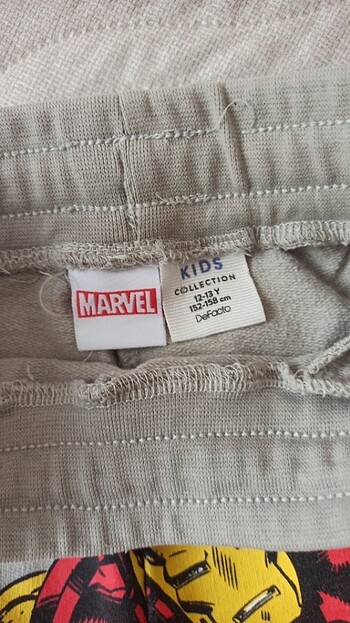 MARVEL
KIDS
COLLECTION
12-13 Y
152-158 cm
DeFacto